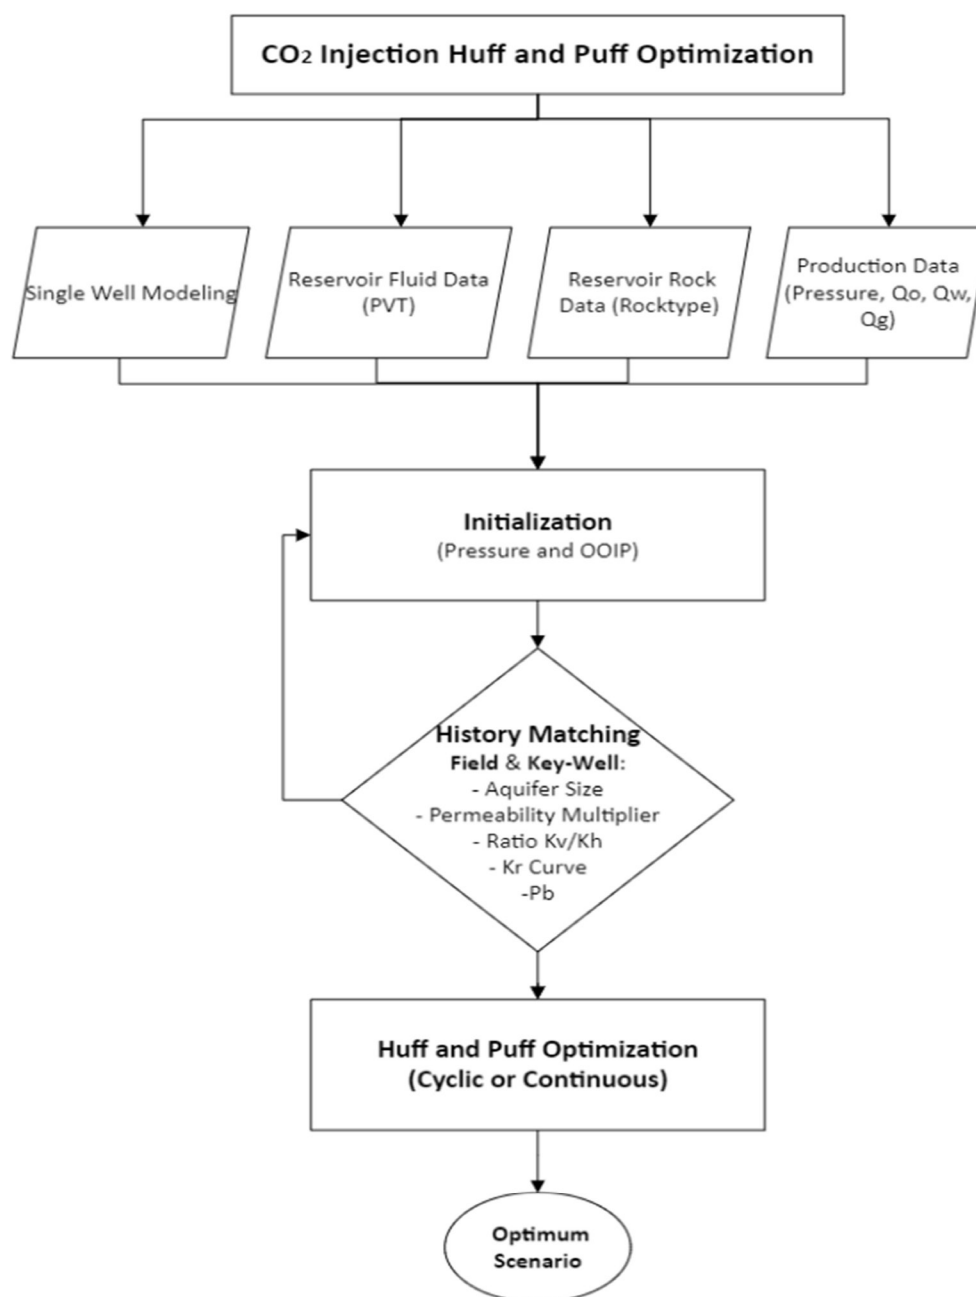 CO₂ Injection Huff and Puff Optimization
Single Well Modeling
Reservoir Fluid Data
(PVT)
Reservoir Rock
Data (Rocktype)
Production Data
(Pressure, Qo, Qw,
Qg)
Initialization
(Pressure and OOIP)
History Matching
Field & Key-Well:
- Aquifer Size
- Permeability Multiplier
- Ratio Kv/Kh
- Kr Curve
-Pb
Huff and Puff Optimization
(Cyclic or Continuous)
Optimum
Scenario